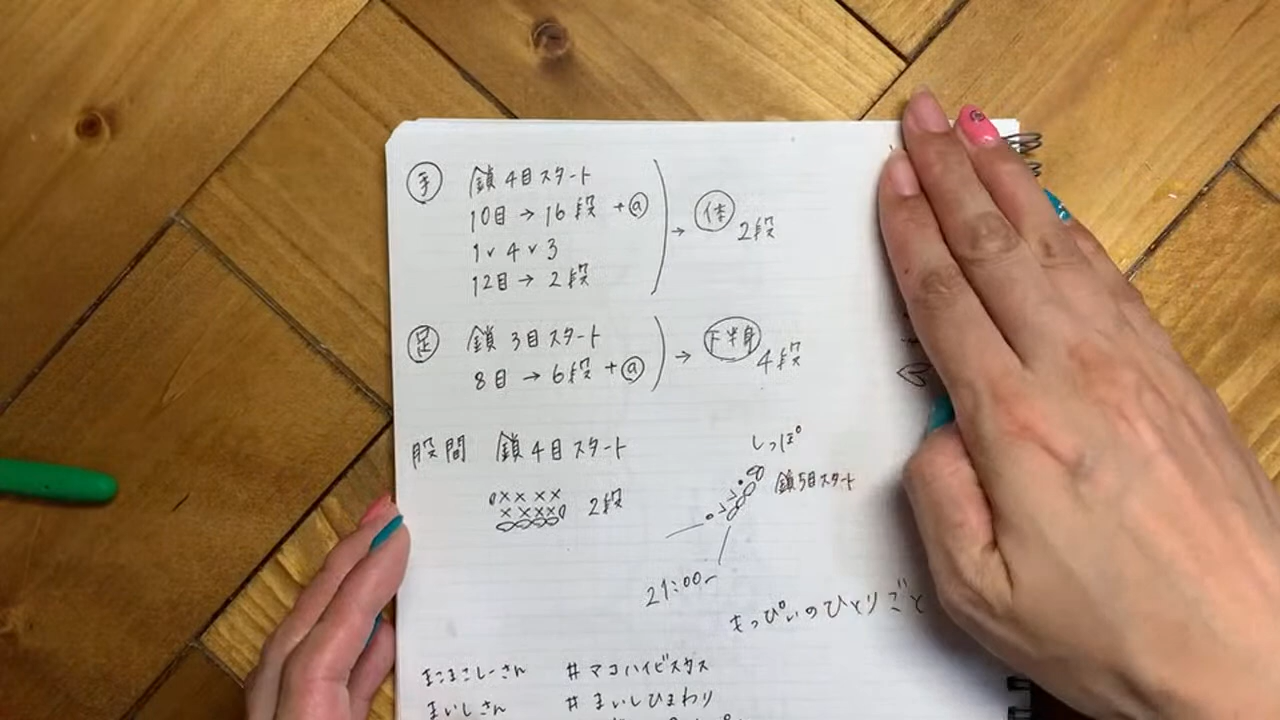 手 鎖4目スタート
10目 → 16段 +ⓐ → 体 2段
1 v 4 v 3
12目 → 2段
足 鎖3目スタート
8目 → 6段 +ⓐ → 下半身 4段
股間 鎖4目スタート
しっぽ
鎖5目スタート
2段
21:00~
もっぴぃのひとりごと
まこまこしーさん #マコハイビスカス
まいしさん #まいしひまわり